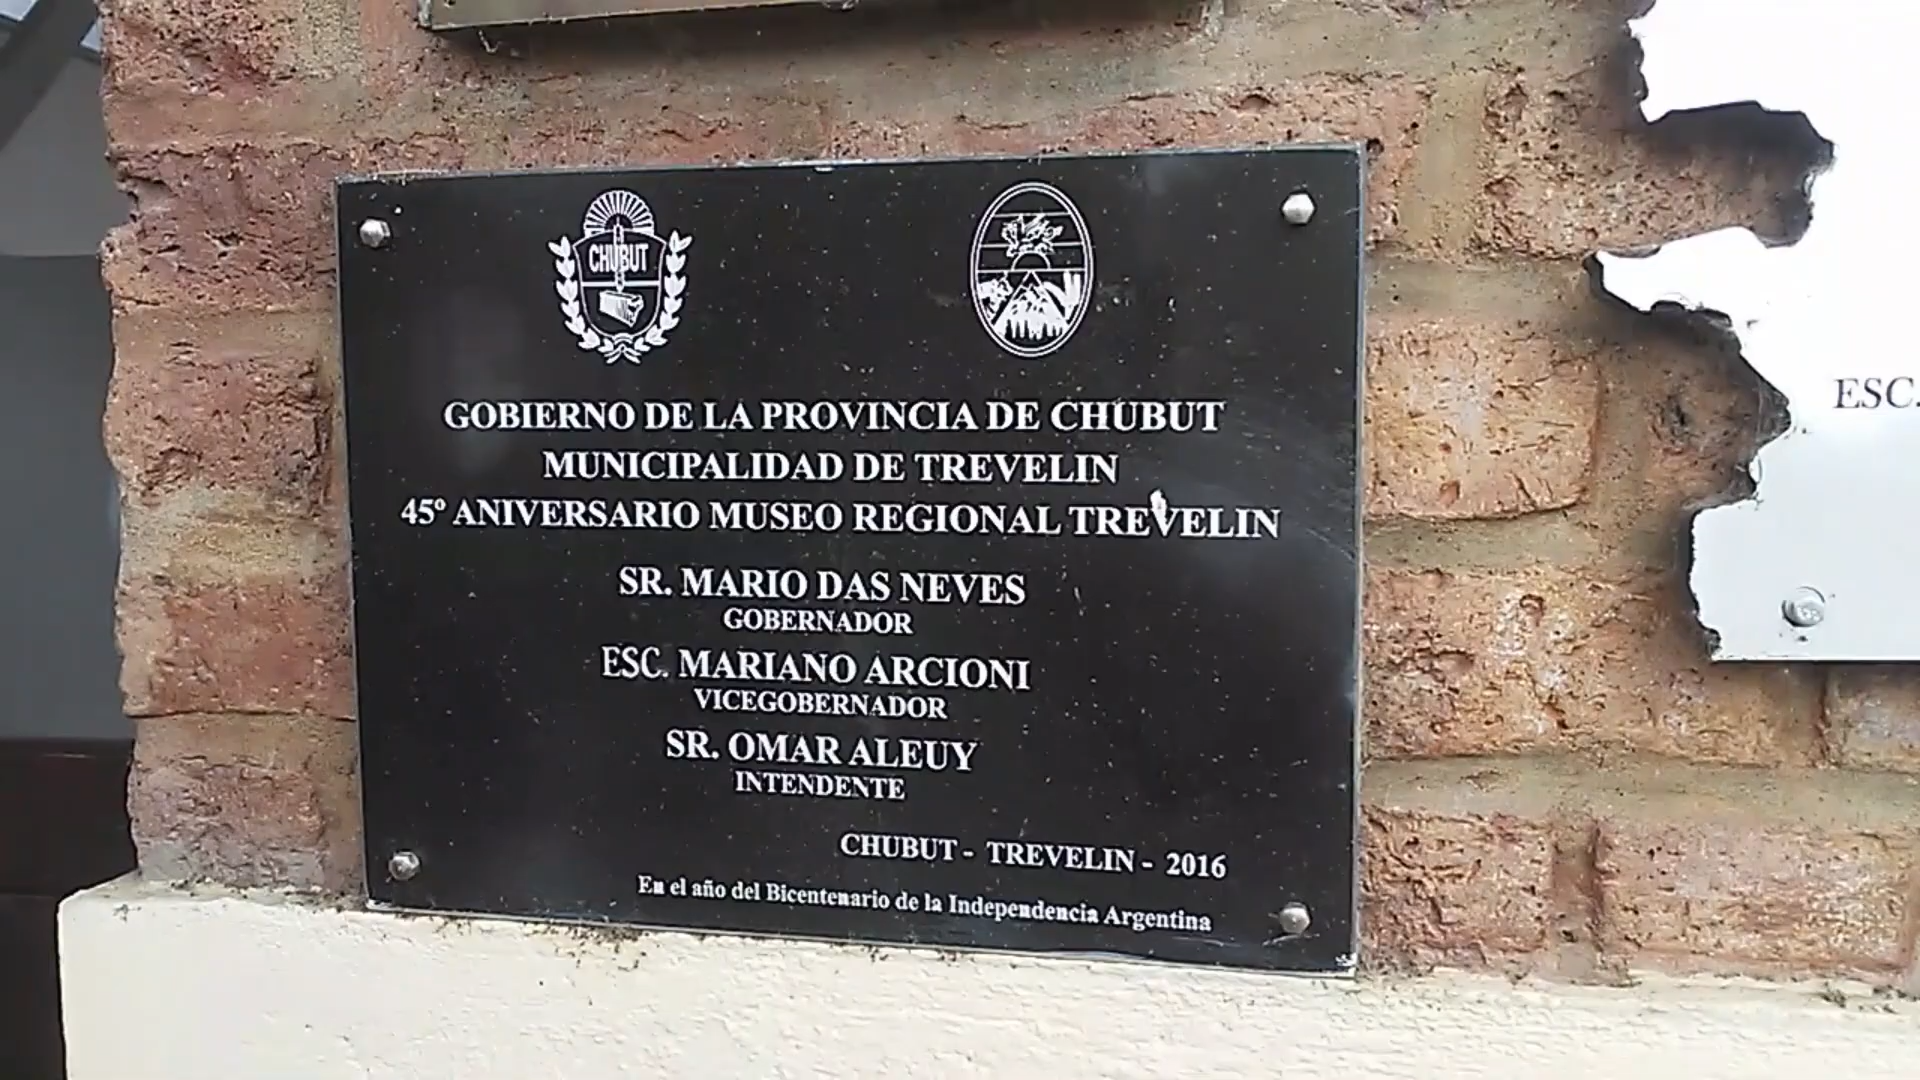 CHUBUT
GOBIERNO DE LA PROVINCIA DE CHUBUT
MUNICIPALIDAD DE TREVELIN
45º ANIVERSARIO MUSEO REGIONAL TREVELIN
SR. MARIO DAS NEVES
GOBERNADOR
ESC. MARIANO ARCIONI
VICEGOBERNADOR
SR. OMAR ALEUY
INTENDENTE
CHUBUT - TREVELIN - 2016
En el año del Bicentenario de la Independencia Argentina
ESC.